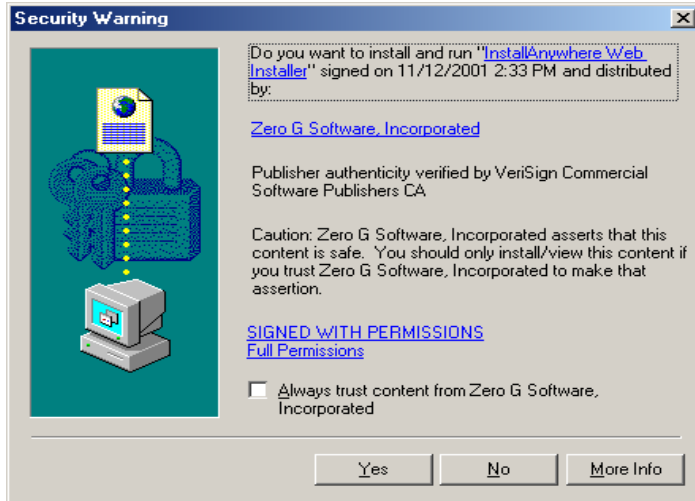 Security Warning
Do you want to install and run "InstallAnywhere Web
Installer" signed on 11/12/2001 2:33 PM and distributed
by:
Zero G Software, Incorporated
Publisher authenticity verified by VeriSign Commercial
Software Publishers CA
Caution: Zero G Software, Incorporated asserts that this
content is safe. You should only install/view this content if
you trust Zero G Software, Incorporated to make that
assertion.
SIGNED WITH PERMISSIONS
Full Permissions
Always trust content from Zero G Software,
Incorporated
Yes No More Info